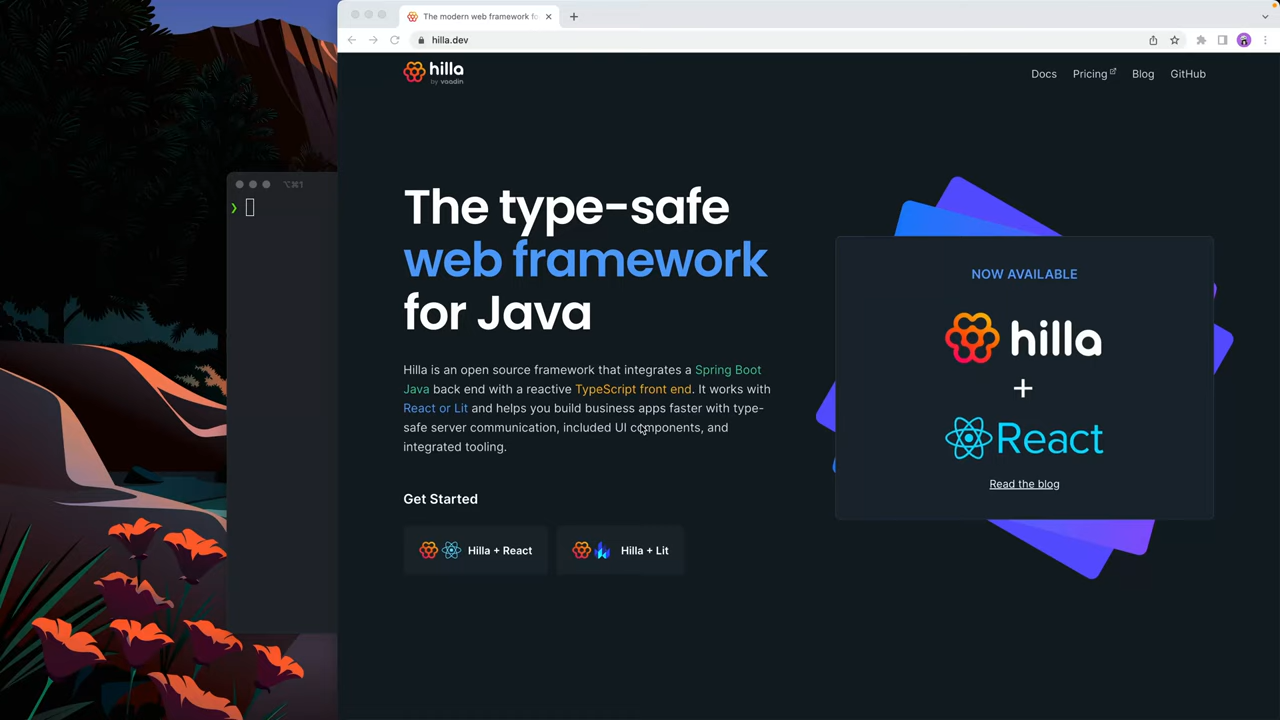 The modern web framework fo
hilla.dev
hilla
by vaadin
Docs
Pricing
Blog
GitHub
⌥⌘1
❯
The type-safe
web framework
for Java
Hilla is an open source framework that integrates a Spring Boot
Java back end with a reactive TypeScript front end. It works with
React or Lit and helps you build business apps faster with type-
safe server communication, included UI components, and
integrated tooling.
Get Started
Hilla + React
Hilla + Lit
NOW AVAILABLE
hilla
+
React
Read the blog